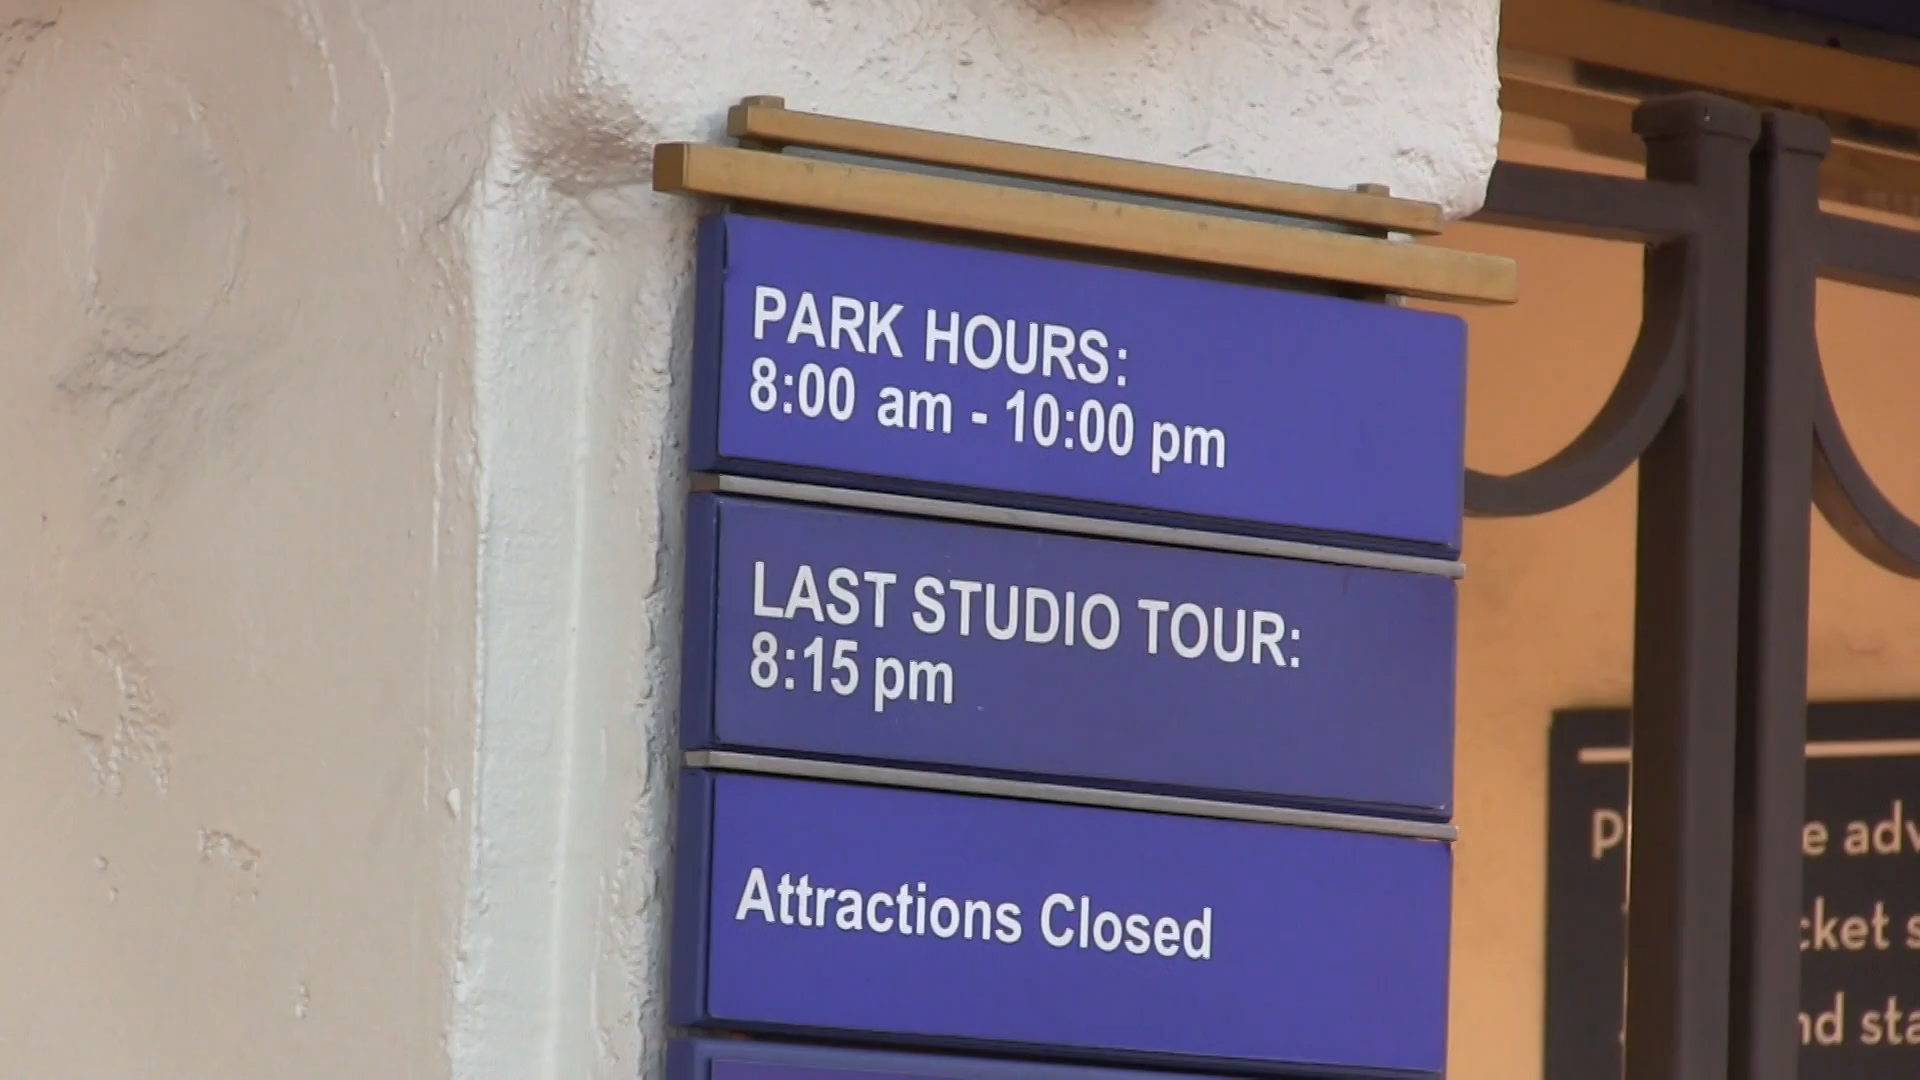 PARK HOURS:
8:00 am - 10:00 pm
LAST STUDIO TOUR:
8:15 pm
Attractions Closed